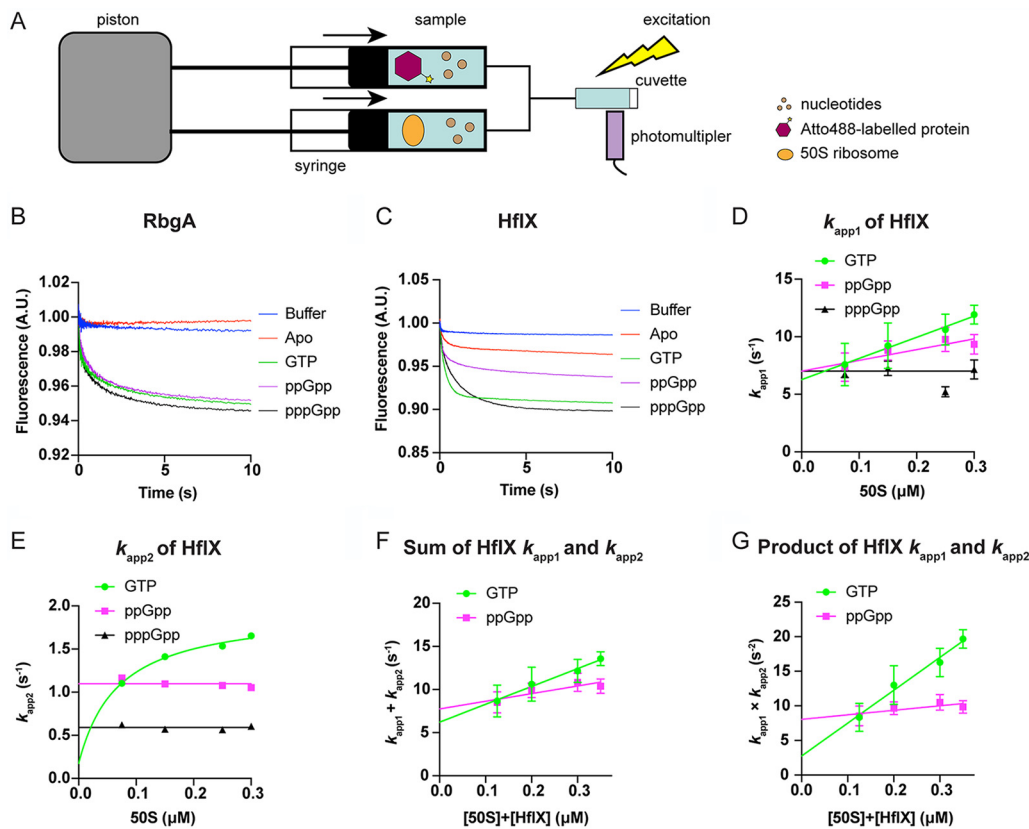 A
piston
sample
excitation
cuvette
syringe
photomultipler
nucleotides
Atto488-labelled protein
50S ribosome
B
RbgA
Fluorescence (A.U.)
1.02
1.00
0.98
0.96
0.94
0.92
0
5
10
Time (s)
Buffer
Apo
GTP
ppGpp
pppGpp
C
HflX
Fluorescence (A.U.)
1.05
1.00
0.95
0.90
0.85
0
5
10
Time (s)
Buffer
Apo
GTP
ppGpp
pppGpp
D
kapp1 of HflX
GTP
ppGpp
pppGpp
kapp1 (s-1)
15
10
5
0
0.0
0.1
0.2
0.3
50S (µM)
E
kapp2 of HflX
GTP
ppGpp
pppGpp
kapp2 (s-1)
2.0
1.5
1.0
0.5
0.0
0.0
0.1
0.2
0.3
50S (µM)
F
Sum of HflX kapp1 and kapp2
GTP
ppGpp
kapp1 + kapp2 (s-1)
20
15
10
5
0
0.0
0.1
0.2
0.3
[50S]+[HflX] (µM)
G
Product of HflX kapp1 and kapp2
GTP
ppGpp
kapp1 × kapp2 (s-2)
25
20
15
10
5
0
0.0
0.1
0.2
0.3
[50S]+[HflX] (µM)